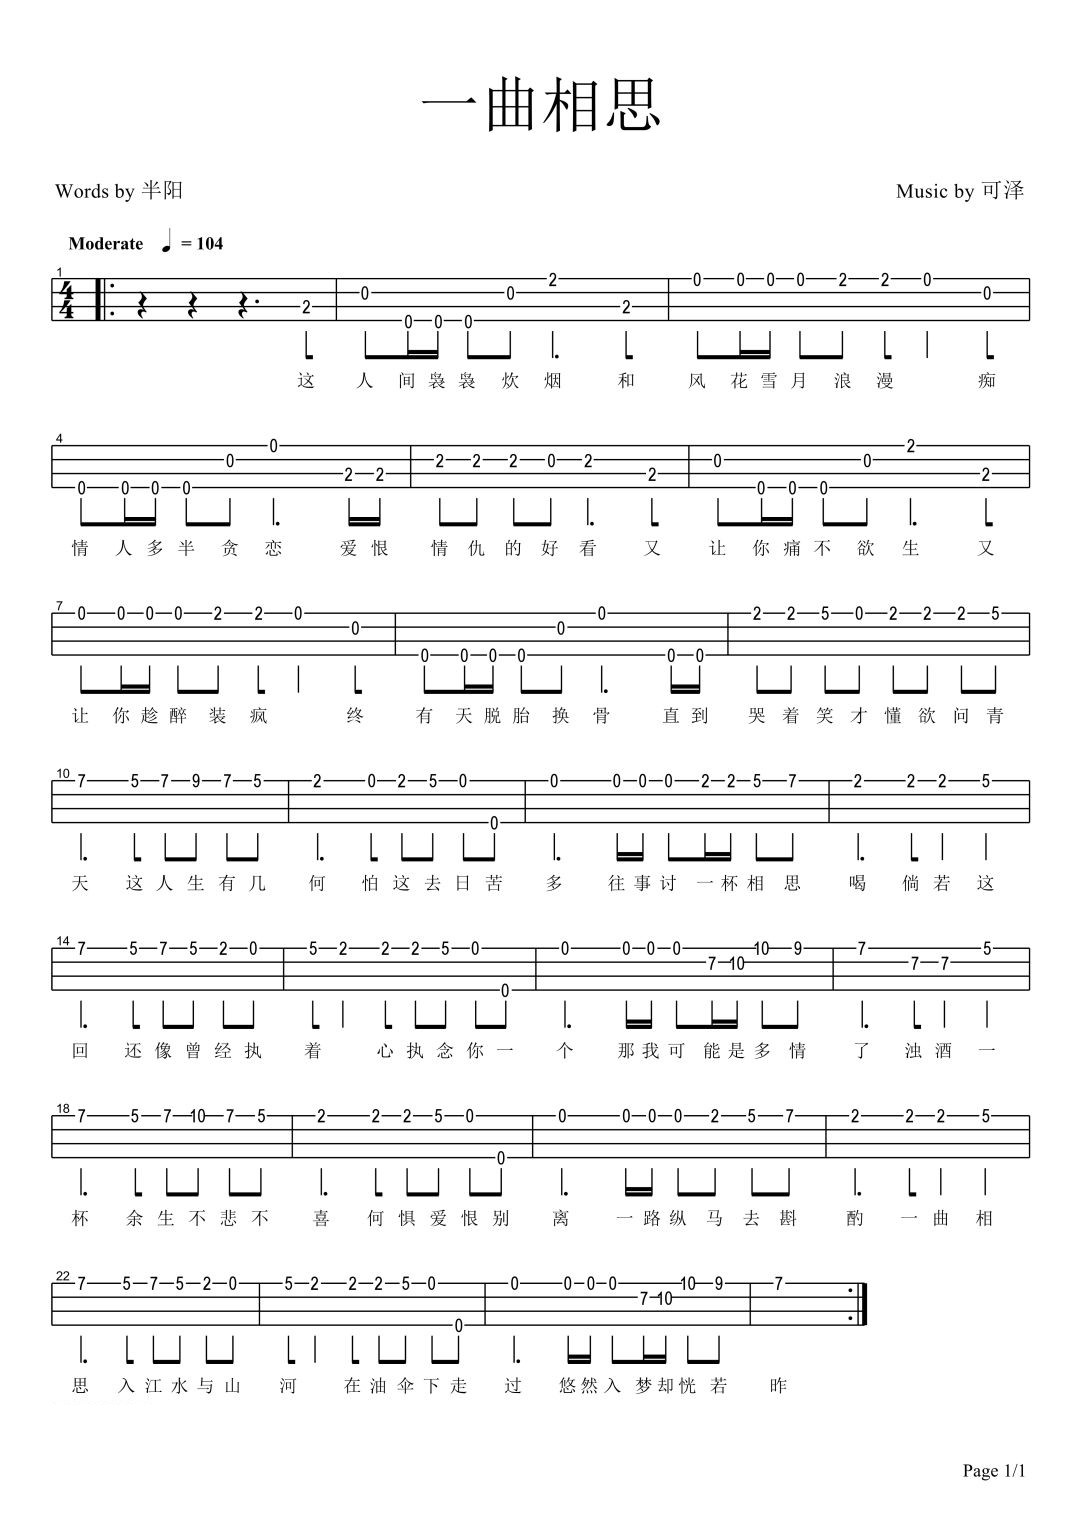 一曲相思
Words by 半阳
Music by 可泽
Moderate = 104
1
4 4
2 0 0 0 0 0 2 2 0 0 0 0 2 2 0 0
这 人 间 袅 袅 炊 烟 和 风 花 雪 月 浪 漫 痴
4
0 0 0 0 0 0 2 2 2 2 2 0 2 2 0 0 0 0 0 2 2
情 人 多 半 贪 恋 爱 恨 情 仇 的 好 看 又 让 你 痛 不 欲 生 又
7
0 0 0 0 2 2 0 0 0 0 0 0 0 0 0 0 2 2 5 0 2 2 2 5
让 你 趁 醉 装 疯 终 有 天 脱 胎 换 骨 直 到 哭 着 笑 才 懂 欲 问 青
10
7 5 7 9 7 5 2 0 2 5 0 0 0 0 0 0 2 2 5 7 2 2 2 5
天 这 人 生 有 几 何 怕 这 去 日 苦 多 往 事 讨 一 杯 相 思 喝 倘 若 这
14
7 5 7 5 2 0 5 2 2 2 5 0 0 0 0 0 0 7 10 10 9 7 7 7 5
回 还 像 曾 经 执 着 心 执 念 你 一 个 那 我 可 能 是 多 情 了 浊 酒 一
18
7 5 7 10 7 5 2 2 2 5 0 0 0 0 0 0 2 5 7 2 2 2 5
杯 余 生 不 悲 不 喜 何 惧 爱 恨 别 离 一 路 纵 马 去 斟 酌 一 曲 相
22
7 5 7 5 2 0 5 2 2 2 5 0 0 0 0 0 0 7 10 10 9 7
思 入 江 水 与 山 河 在 油 伞 下 走 过 悠 然 入 梦 却 恍 若 昨
Page 1/1